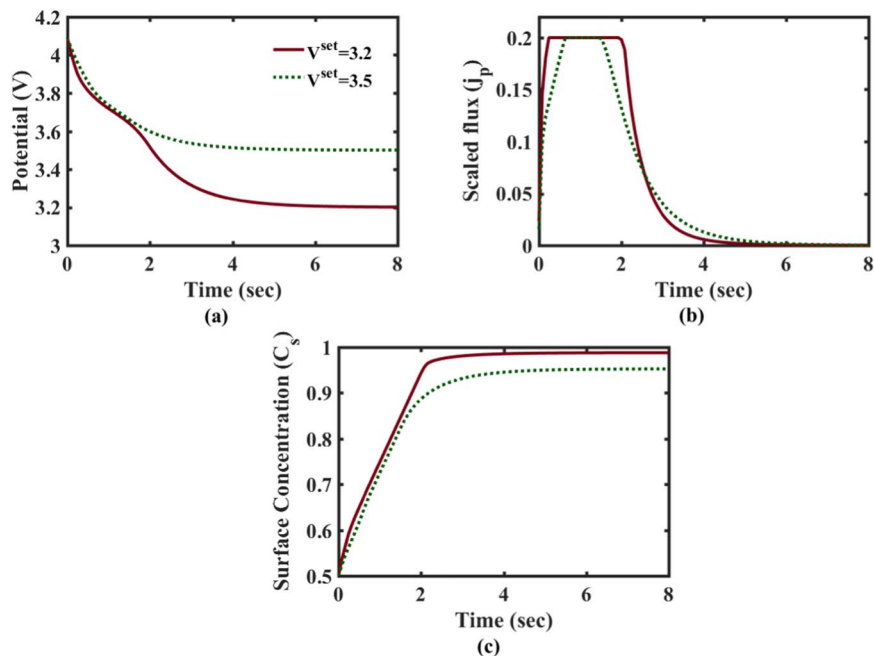 4.2
4
3.8
3.6
3.4
3.2
3
Potential (V)
V^set=3.2
V^set=3.5
0 2 4 6 8
Time (sec)
(a)
0.2
0.15
0.1
0.05
0
Scaled flux (j_p)
0 2 4 6 8
Time (sec)
(b)
1
0.9
0.8
0.7
0.6
0.5
Surface Concentration (C_s)
0 2 4 6 8
Time (sec)
(c)